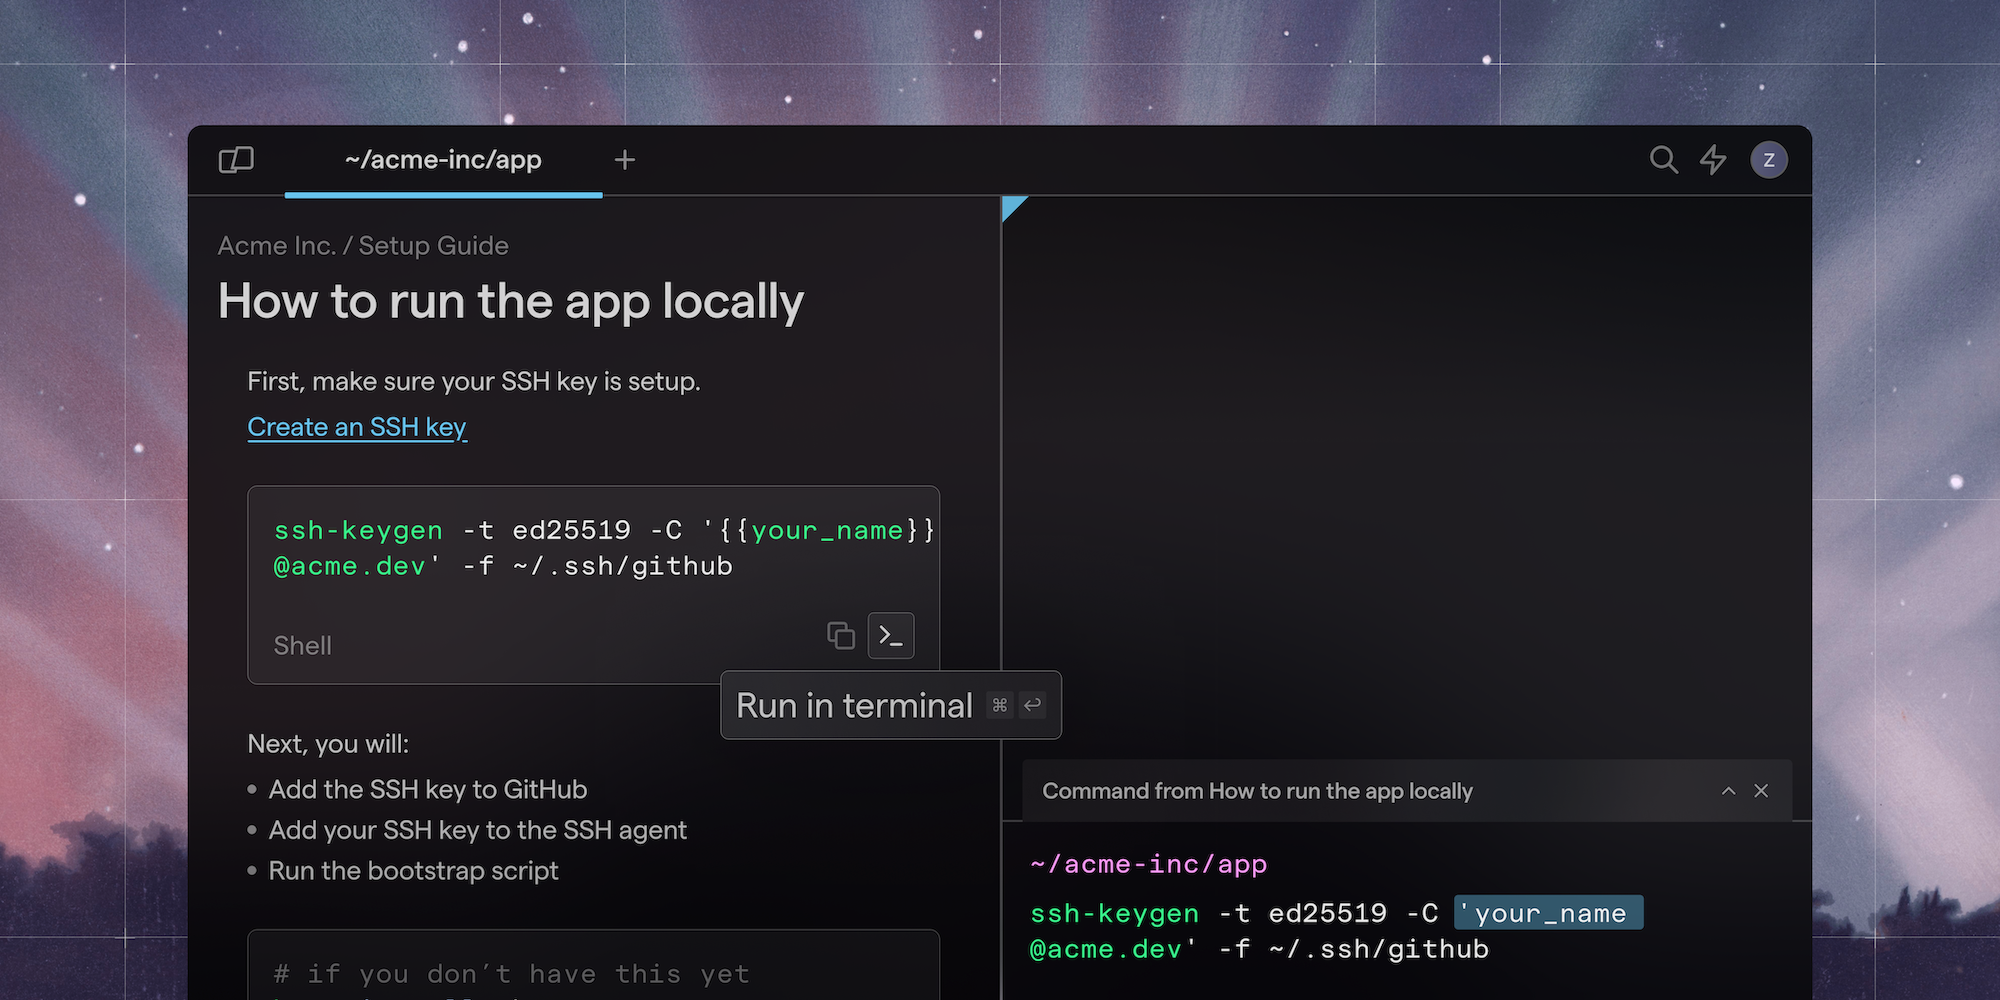 ~/acme-inc/app
Z
Acme Inc. / Setup Guide
How to run the app locally
First, make sure your SSH key is setup.
Create an SSH key
ssh-keygen -t ed25519 -C '{{your_name}}
@acme.dev' -f ~/.ssh/github
Shell
Run in terminal ⌘ ↩
Next, you will:
• Add the SSH key to GitHub
• Add your SSH key to the SSH agent
• Run the bootstrap script
# if you don’t have this yet
Command from How to run the app locally
~/acme-inc/app
ssh-keygen -t ed25519 -C 'your_name
@acme.dev' -f ~/.ssh/github